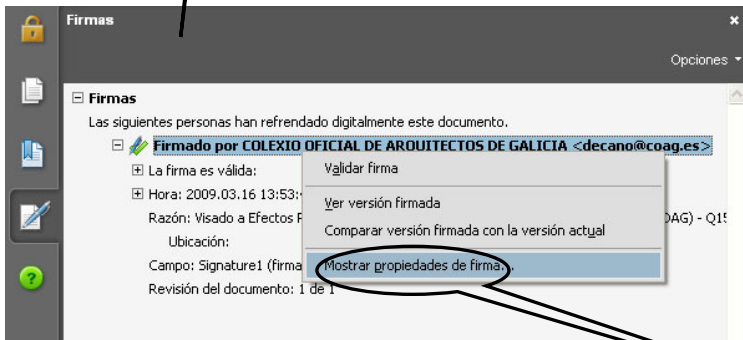 Firmas
Opciones
Firmas
Las siguientes personas han refrendado digitalmente este documento.
Firmado por COLEXIO OFICIAL DE ARQUITECTOS DE GALICIA <decano@coag.es>
La firma es válida:
Validar firma
Hora: 2009.03.16 13:53:
Ver versión firmada
Razón: Visado a Efectos
OAG) - Q15
Comparar versión firmada con la versión actual
Ubicación:
Campo: Signature1 (firma
Mostrar propiedades de firma...
Revisión del documento: 1 de 1